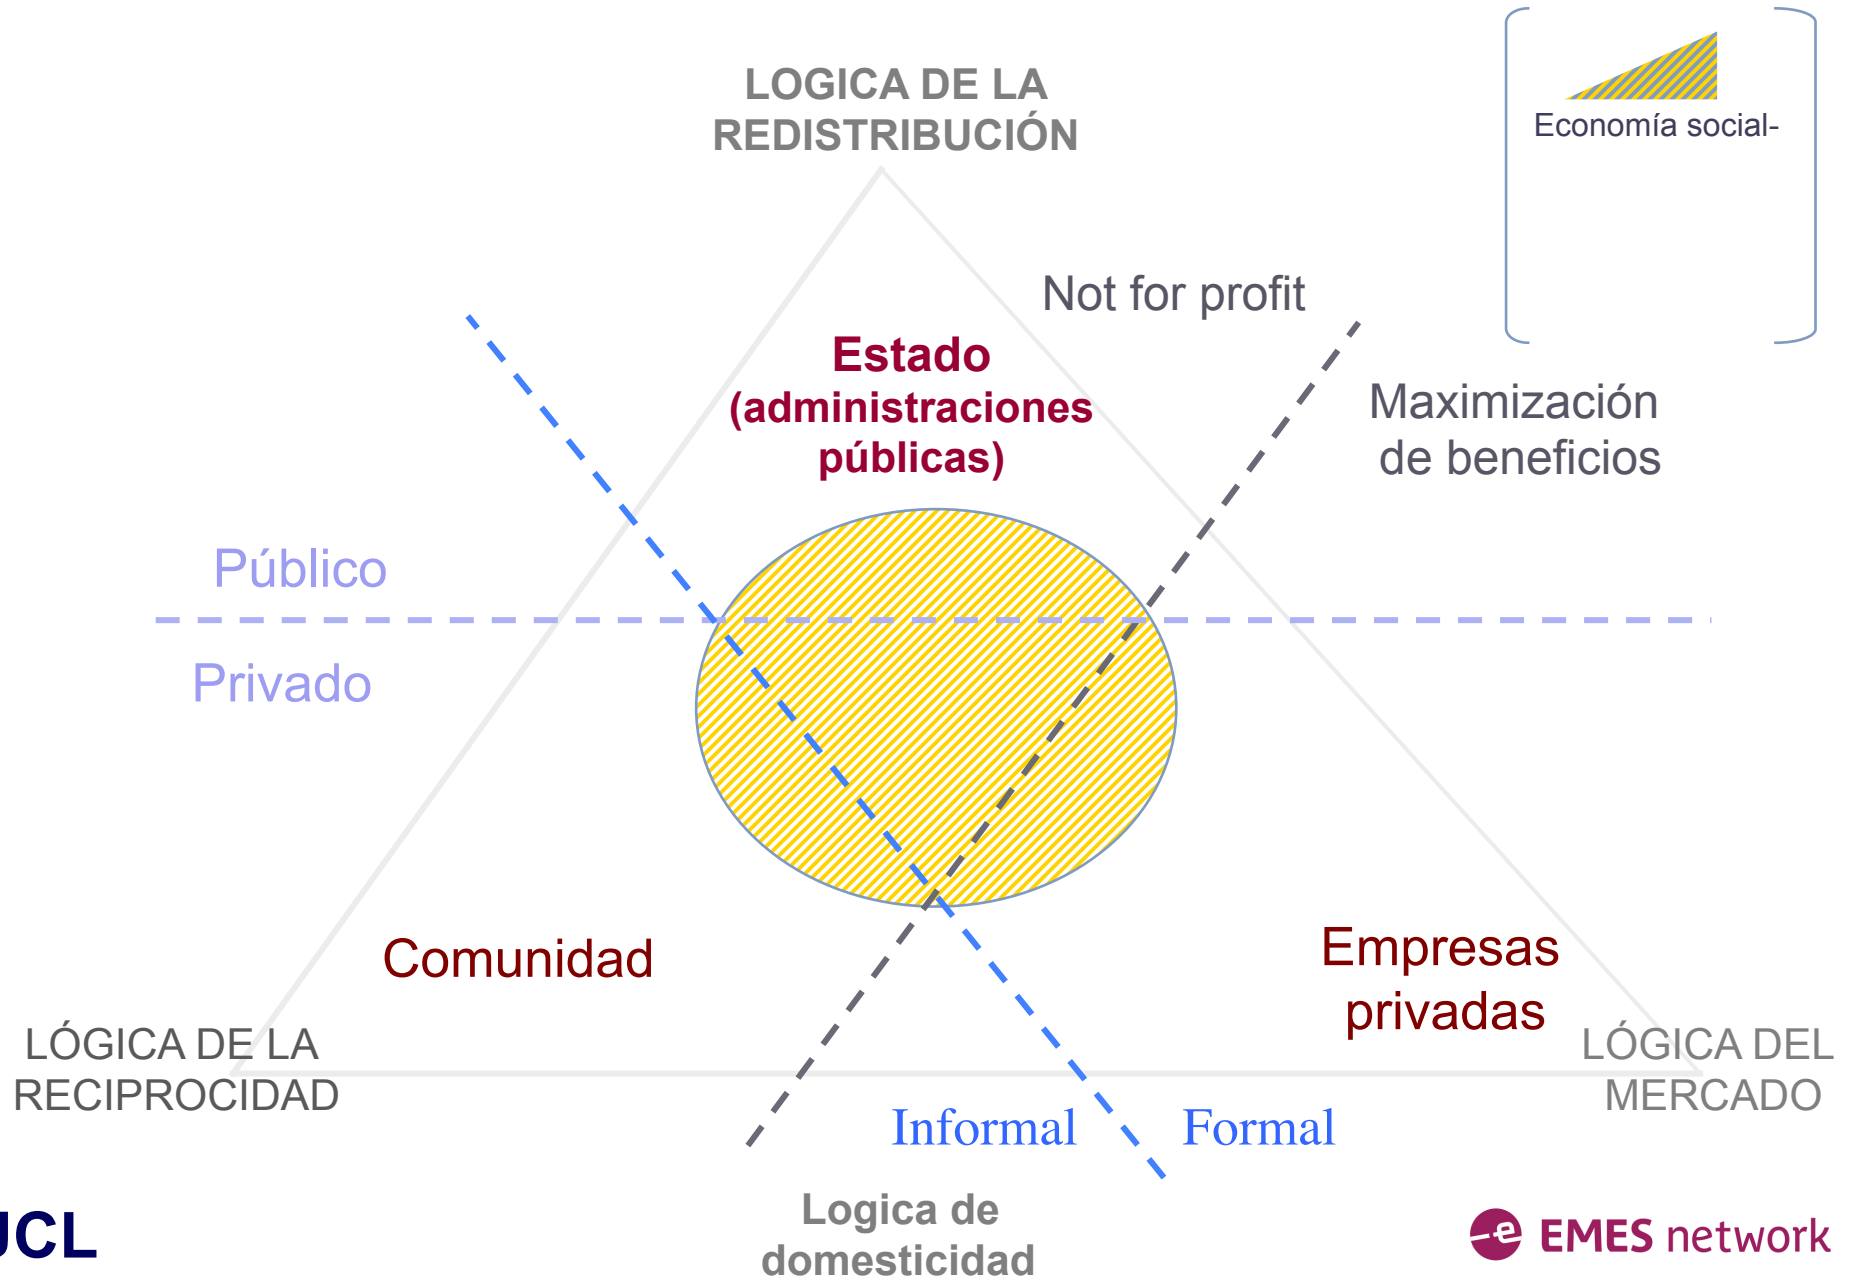 LOGICA DE LA
REDISTRIBUCIÓN
Economía social-
Not for profit
Estado
(administraciones
públicas)
Maximización
de beneficios
Público
Privado
Comunidad
Empresas
privadas
LÓGICA DE LA
RECIPROCIDAD
LÓGICA DEL
MERCADO
Informal
Formal
Logica de
domesticidad
UCL
EMES network